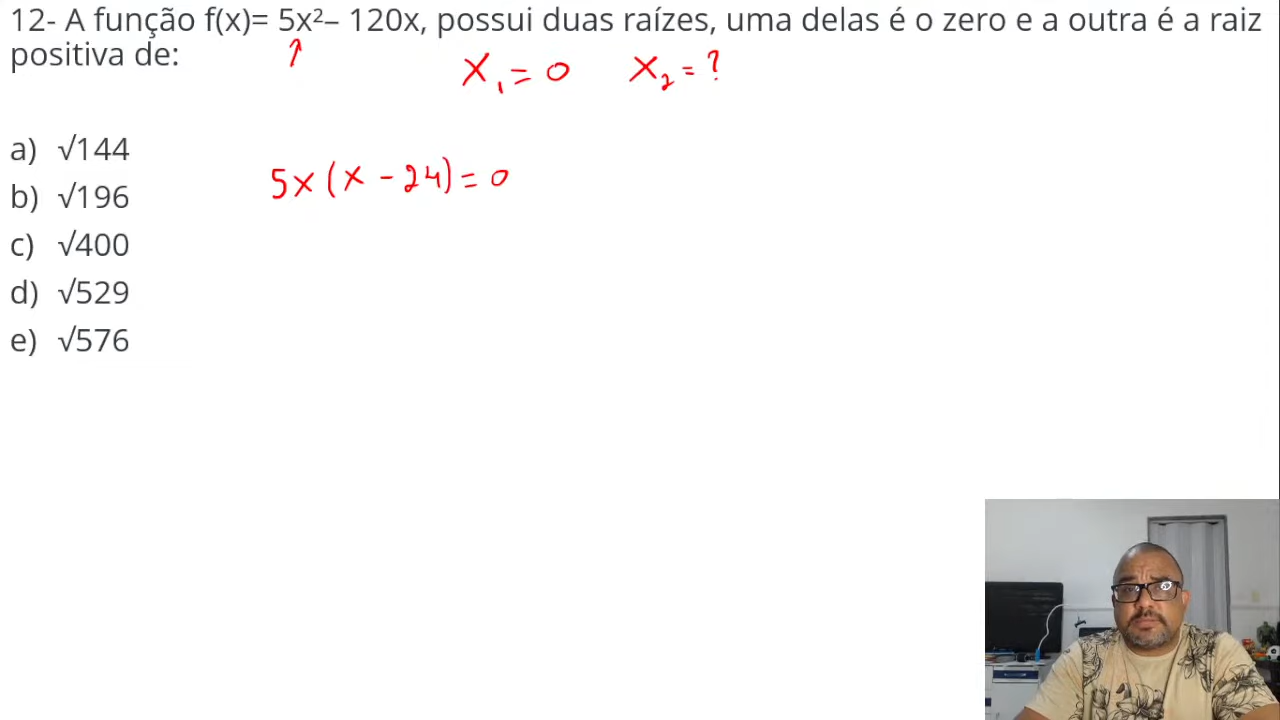 12- A função f(x)= 5x²– 120x, possui duas raízes, uma delas é o zero e a outra é a raiz
positiva de:
X₁ = 0 X₂ = ?
a) √144
5x (x - 24) = 0
b) √196
c) √400
d) √529
e) √576